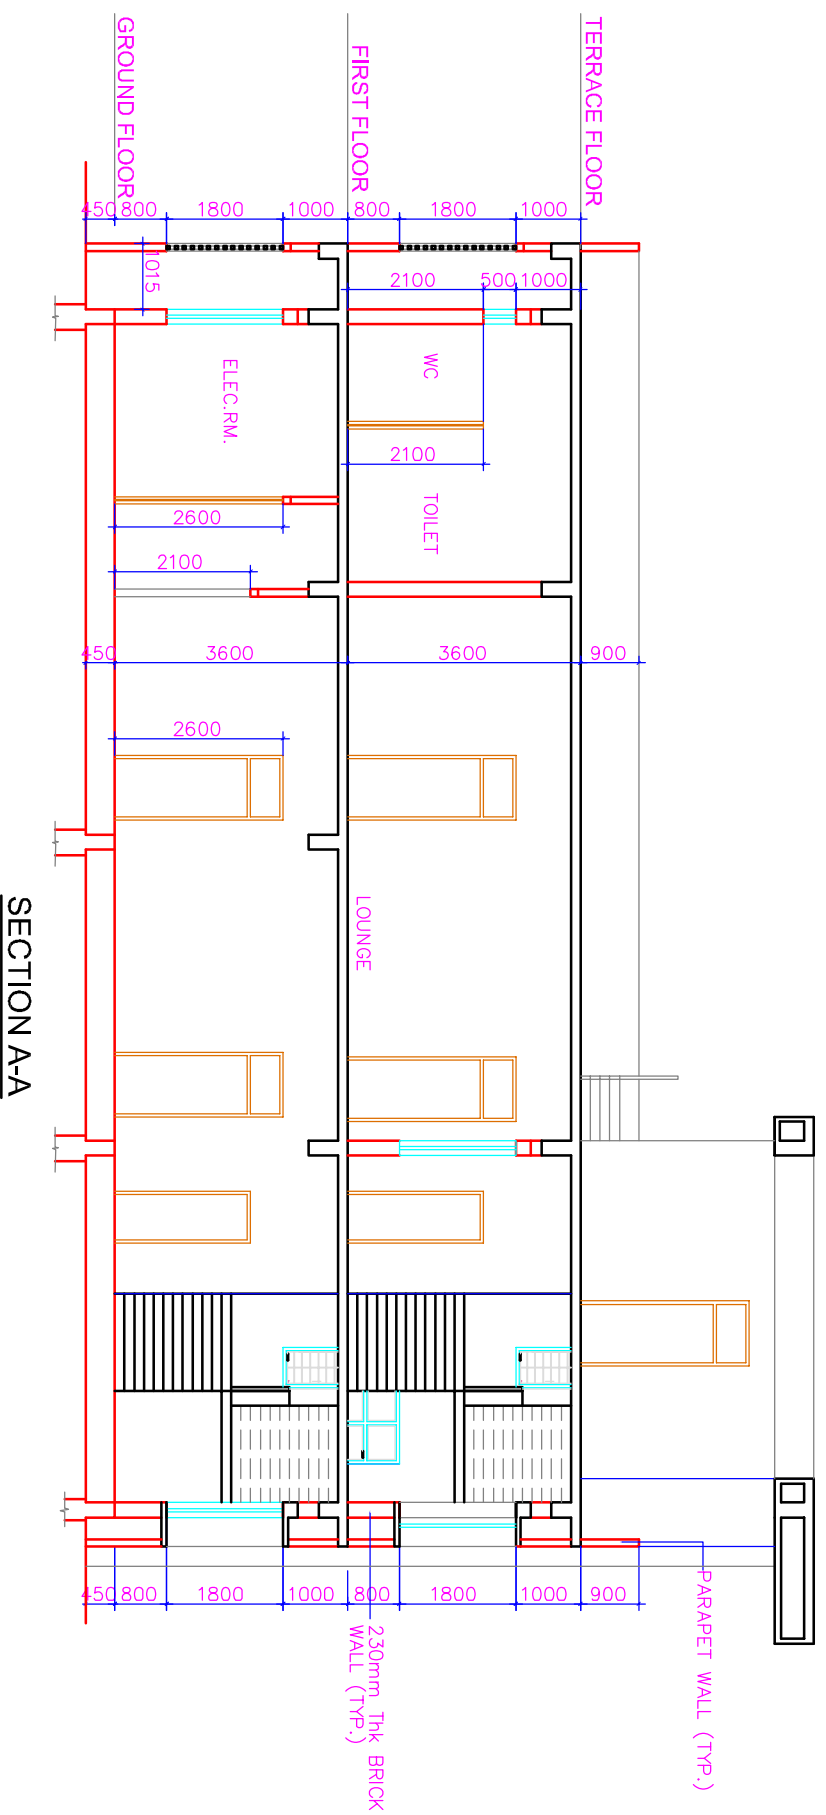 TERRACE FLOOR
FIRST FLOOR
GROUND FLOOR
450 800 1800 1000 800 1800 1000
1015
2100 500 1000
WC
ELEC.RM.
2100
TOILET
2600
2100
450 3600 3600 900
2600
LOUNGE
SECTION A-A
450 800 1800 1000 800 1800 1000 900
PARAPET WALL (TYP.)
230mm Thk BRICK
WALL (TYP.)